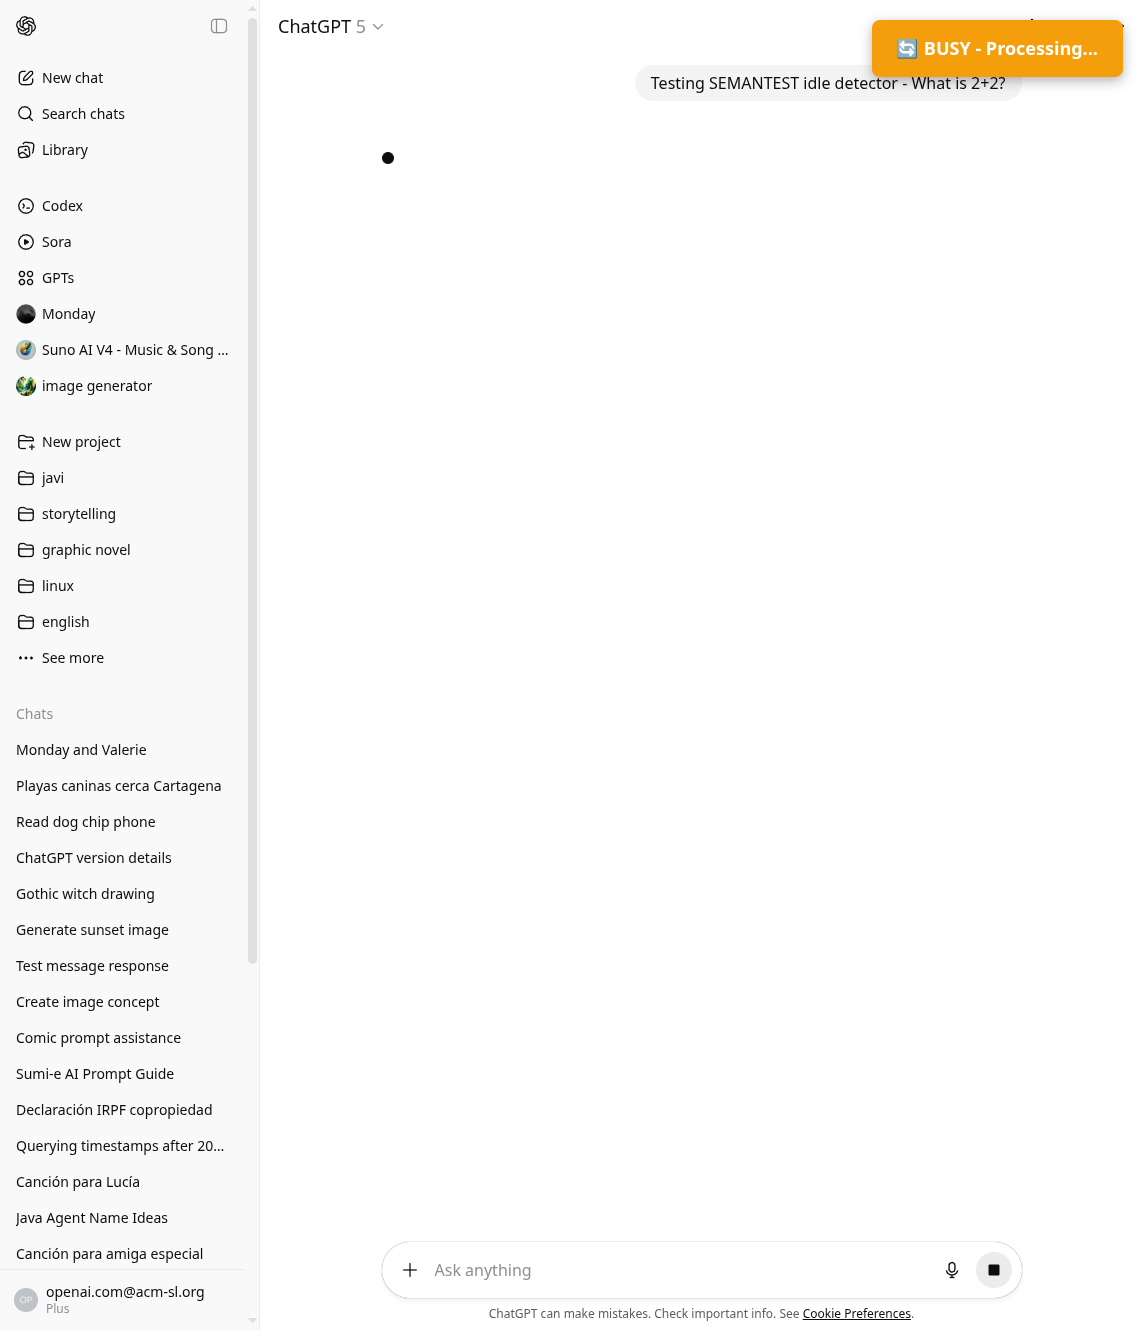 New chat
Search chats
Library
Codex
Sora
GPTs
Monday
Suno AI V4 - Music & Song ...
image generator
New project
javi
storytelling
graphic novel
linux
english
See more
Chats
Monday and Valerie
Playas caninas cerca Cartagena
Read dog chip phone
ChatGPT version details
Gothic witch drawing
Generate sunset image
Test message response
Create image concept
Comic prompt assistance
Sumi-e AI Prompt Guide
Declaración IRPF copropiedad
Querying timestamps after 20...
Canción para Lucía
Java Agent Name Ideas
Canción para amiga especial
OP
openai.com@acm-sl.org
Plus
ChatGPT 5
BUSY - Processing...
Testing SEMANTEST idle detector - What is 2+2?
Ask anything
ChatGPT can make mistakes. Check important info. See Cookie Preferences.